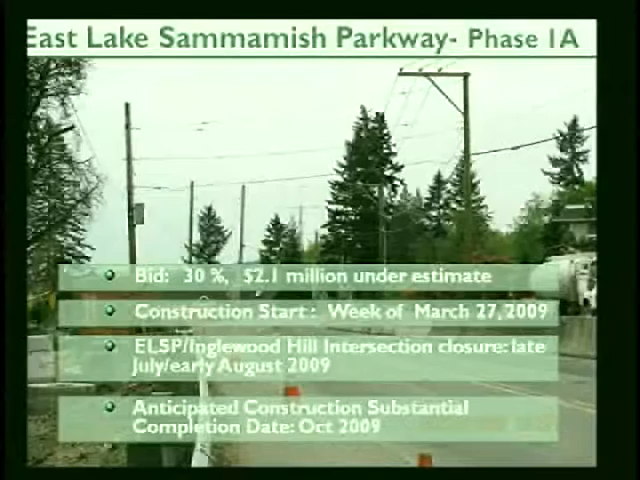 East Lake Sammamish Parkway- Phase 1A
Bid: 30 %, $2.1 million under estimate
Construction Start : Week of March 27,2009
ELSP/Inglewood Hill Intersection closure: late
July/early August 2009
Anticipated Construction Substantial
Completion Date: Oct 2009